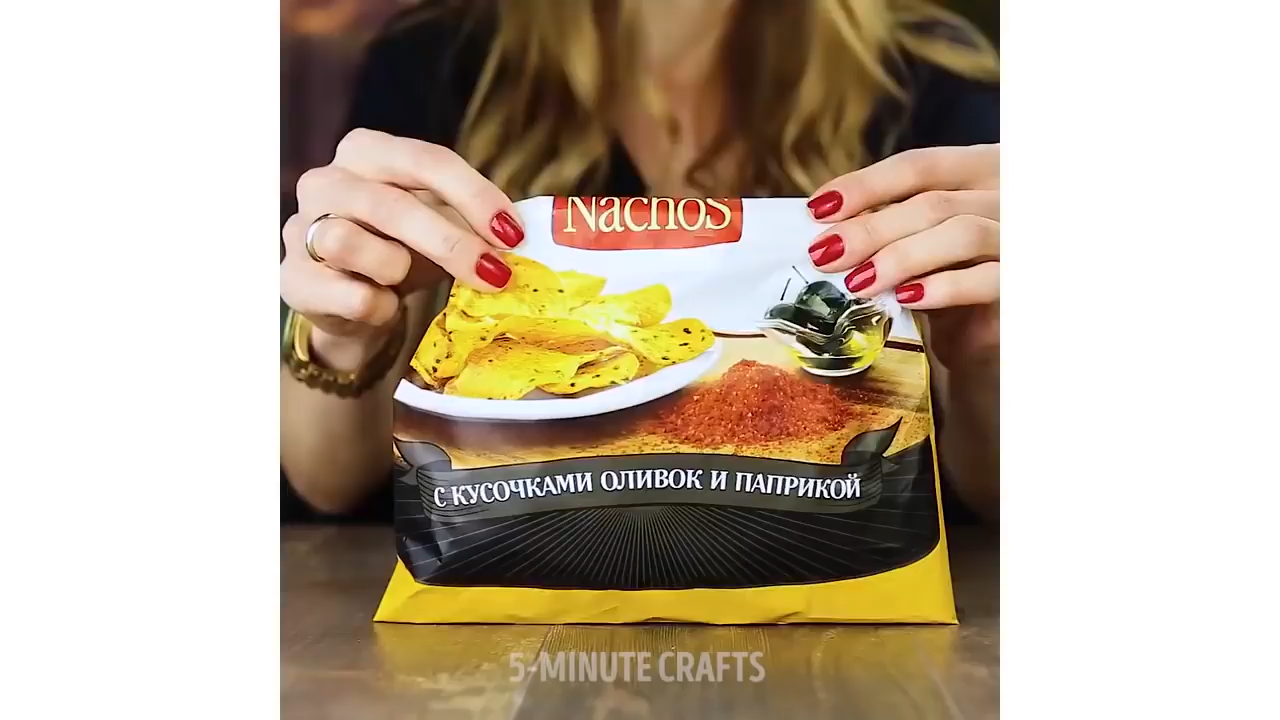 Nachos
С КУСОЧКАМИ ОЛИВОК И ПАПРИКОЙ
5-MINUTE CRAFTS